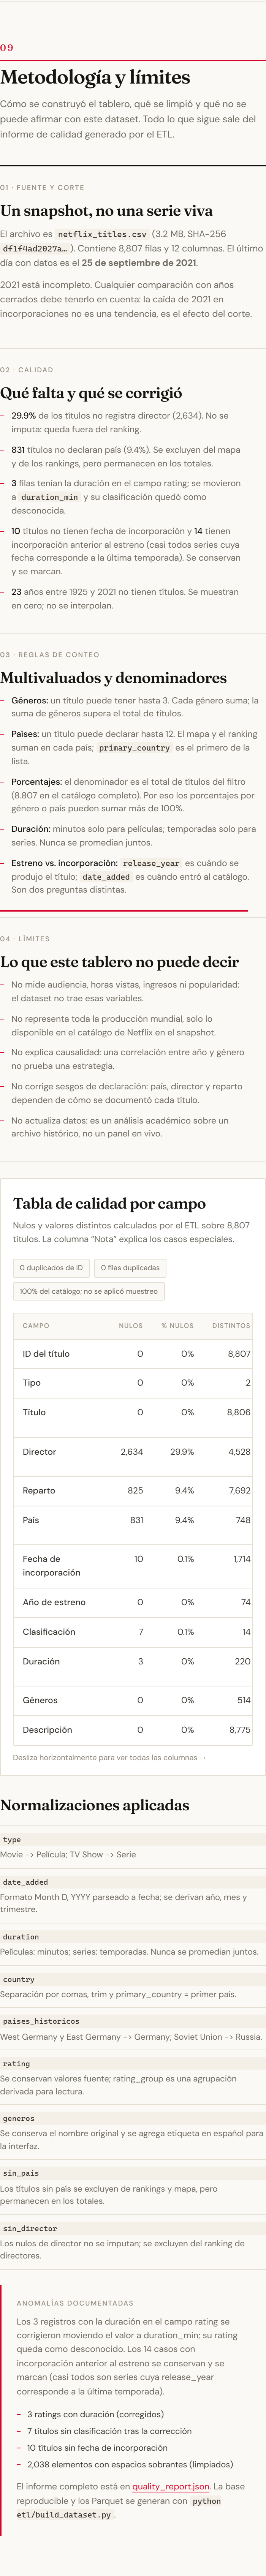 09
Metodología y límites
Cómo se construyó el tablero, qué se limpió y qué no se
puede afirmar con este dataset. Todo lo que sigue sale del
informe de calidad generado por el ETL.
01 · FUENTE Y CORTE
Un snapshot, no una serie viva
El archivo es netflix_titles.csv (3.2 MB, SHA-256
df1f4ad2027a… ). Contiene 8,807 filas y 12 columnas. El último
día con datos es el 25 de septiembre de 2021.
2021 está incompleto. Cualquier comparación con años
cerrados debe tenerlo en cuenta: la caída de 2021 en
incorporaciones no es una tendencia, es el efecto del corte.
02 · CALIDAD
Qué falta y qué se corrigió
– 29.9% de los títulos no registra director (2,634). No se
imputa: queda fuera del ranking.
– 831 títulos no declaran país (9.4%). Se excluyen del mapa
y de los rankings, pero permanecen en los totales.
– 3 filas tenían la duración en el campo rating; se movieron
a duration_min y su clasificación quedó como
desconocida.
– 10 títulos no tienen fecha de incorporación y 14 tienen
incorporación anterior al estreno (casi todos series cuya
fecha corresponde a la última temporada). Se conservan
y se marcan.
– 23 años entre 1925 y 2021 no tienen títulos. Se muestran
en cero; no se interpolan.
03 · REGLAS DE CONTEO
Multivaluados y denominadores
– Géneros: un título puede tener hasta 3. Cada género suma; la
suma de géneros supera el total de títulos.
– Países: un título puede declarar hasta 12. El mapa y el ranking
suman en cada país; primary_country es el primero de la
lista.
– Porcentajes: el denominador es el total de títulos del filtro
(8.807 en el catálogo completo). Por eso los porcentajes por
género o país pueden sumar más de 100%.
– Duración: minutos solo para películas; temporadas solo para
series. Nunca se promedian juntos.
– Estreno vs. incorporación: release_year es cuándo se
produjo el título; date_added es cuándo entró al catálogo.
Son dos preguntas distintas.
04 · LÍMITES
Lo que este tablero no puede decir
– No mide audiencia, horas vistas, ingresos ni popularidad:
el dataset no trae esas variables.
– No representa toda la producción mundial, solo lo
disponible en el catálogo de Netflix en el snapshot.
– No explica causalidad: una correlación entre año y género
no prueba una estrategia.
– No corrige sesgos de declaración: país, director y reparto
dependen de cómo se documentó cada título.
– No actualiza datos: es un análisis académico sobre un
archivo histórico, no un panel en vivo.
Tabla de calidad por campo
Nulos y valores distintos calculados por el ETL sobre 8,807
títulos. La columna “Nota” explica los casos especiales.
0 duplicados de ID 0 filas duplicadas
100% del catálogo; no se aplicó muestreo
CAMPO NULOS % NULOS DISTINTOS
ID del título 0 0% 8,807
Tipo 0 0% 2
Título 0 0% 8,806
Director 2,634 29.9% 4,528
Reparto 825 9.4% 7,692
País 831 9.4% 748
Fecha de
incorporación 10 0.1% 1,714
Año de estreno 0 0% 74
Clasificación 7 0.1% 14
Duración 3 0% 220
Géneros 0 0% 514
Descripción 0 0% 8,775
Desliza horizontalmente para ver todas las columnas →
Normalizaciones aplicadas
type
Movie -> Película; TV Show -> Serie
date_added
Formato Month D, YYYY parseado a fecha; se derivan año, mes y
trimestre.
duration
Películas: minutos; series: temporadas. Nunca se promedian juntos.
country
Separación por comas, trim y primary_country = primer país.
paises_historicos
West Germany y East Germany -> Germany; Soviet Union -> Russia.
rating
Se conservan valores fuente; rating_group es una agrupación
derivada para lectura.
generos
Se conserva el nombre original y se agrega etiqueta en español para
la interfaz.
sin_pais
Los títulos sin país se excluyen de rankings y mapa, pero
permanecen en los totales.
sin_director
Los nulos de director no se imputan; se excluyen del ranking de
directores.
ANOMALÍAS DOCUMENTADAS
Los 3 registros con la duración en el campo rating se
corrigieron moviendo el valor a duration_min; su rating
queda como desconocido. Los 14 casos con
incorporación anterior al estreno se conservan y se
marcan (casi todos son series cuya release_year
corresponde a la última temporada).
– 3 ratings con duración (corregidos)
– 7 títulos sin clasificación tras la corrección
– 10 títulos sin fecha de incorporación
– 2,038 elementos con espacios sobrantes (limpiados)
El informe completo está en quality_report.json. La base
reproducible y los Parquet se generan con python
etl/build_dataset.py.